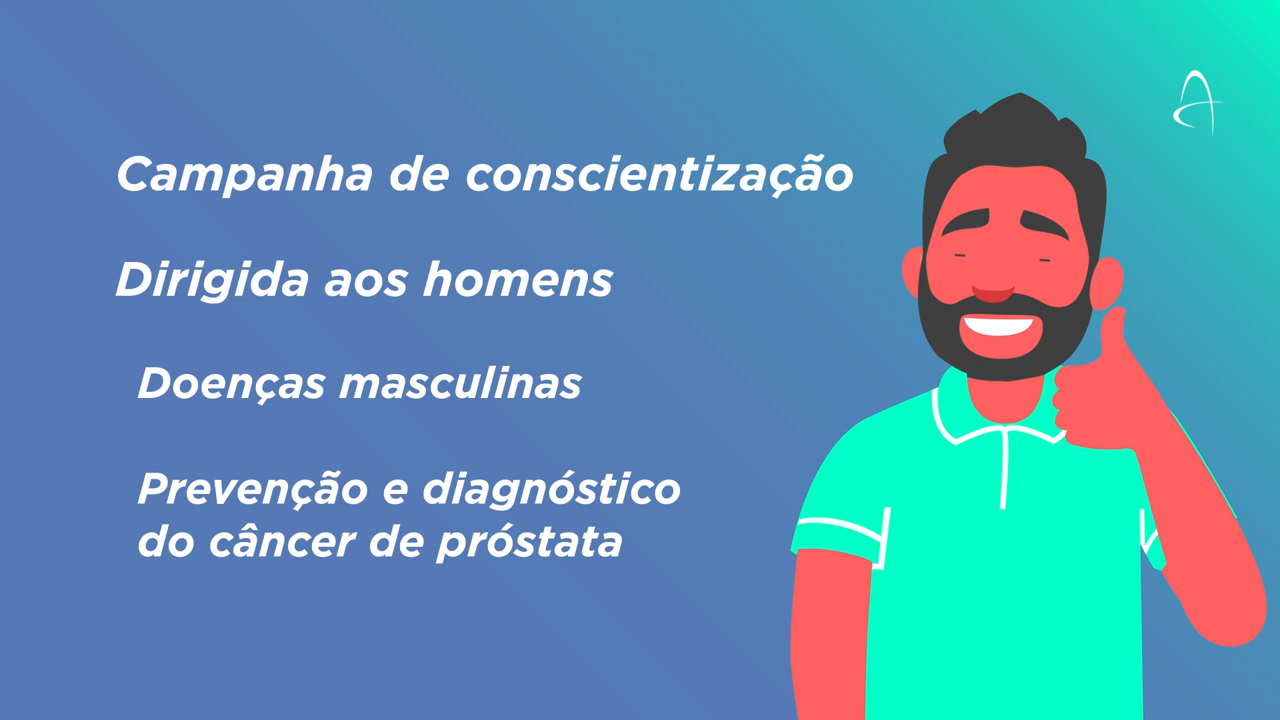 Campanha de conscientização
Dirigida aos homens
Doenças masculinas
Prevenção e diagnóstico
do câncer de próstata